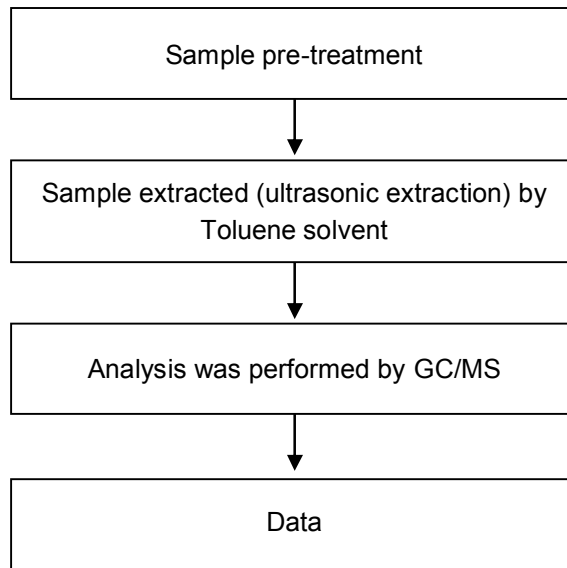 Sample pre-treatment
Sample extracted (ultrasonic extraction) by
Toluene solvent
Analysis was performed by GC/MS
Data